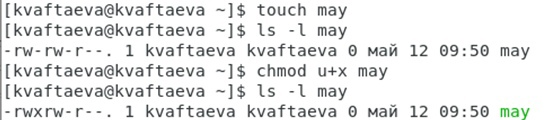 [kvaftaeva@kvaftaeva ~]$ touch may
[kvaftaeva@kvaftaeva ~]$ ls -l may
-rw-rw-r--. 1 kvaftaeva kvaftaeva 0 май 12 09:50 may
[kvaftaeva@kvaftaeva ~]$ chmod u+x may
[kvaftaeva@kvaftaeva ~]$ ls -l may
-rwxrw-r--. 1 kvaftaeva kvaftaeva 0 май 12 09:50 may